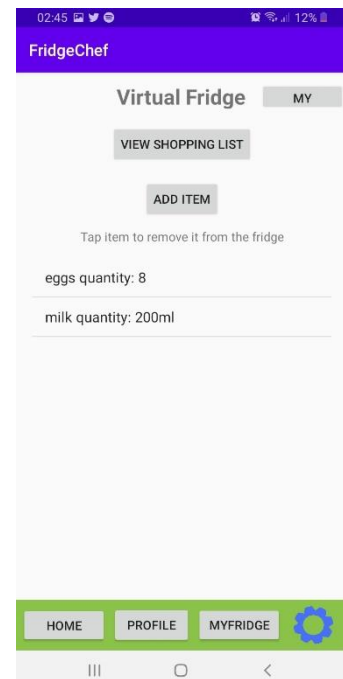 02:45 12%
FridgeChef
Virtual Fridge MY
VIEW SHOPPING LIST
ADD ITEM
Tap item to remove it from the fridge
eggs quantity: 8
milk quantity: 200ml
HOME PROFILE MYFRIDGE